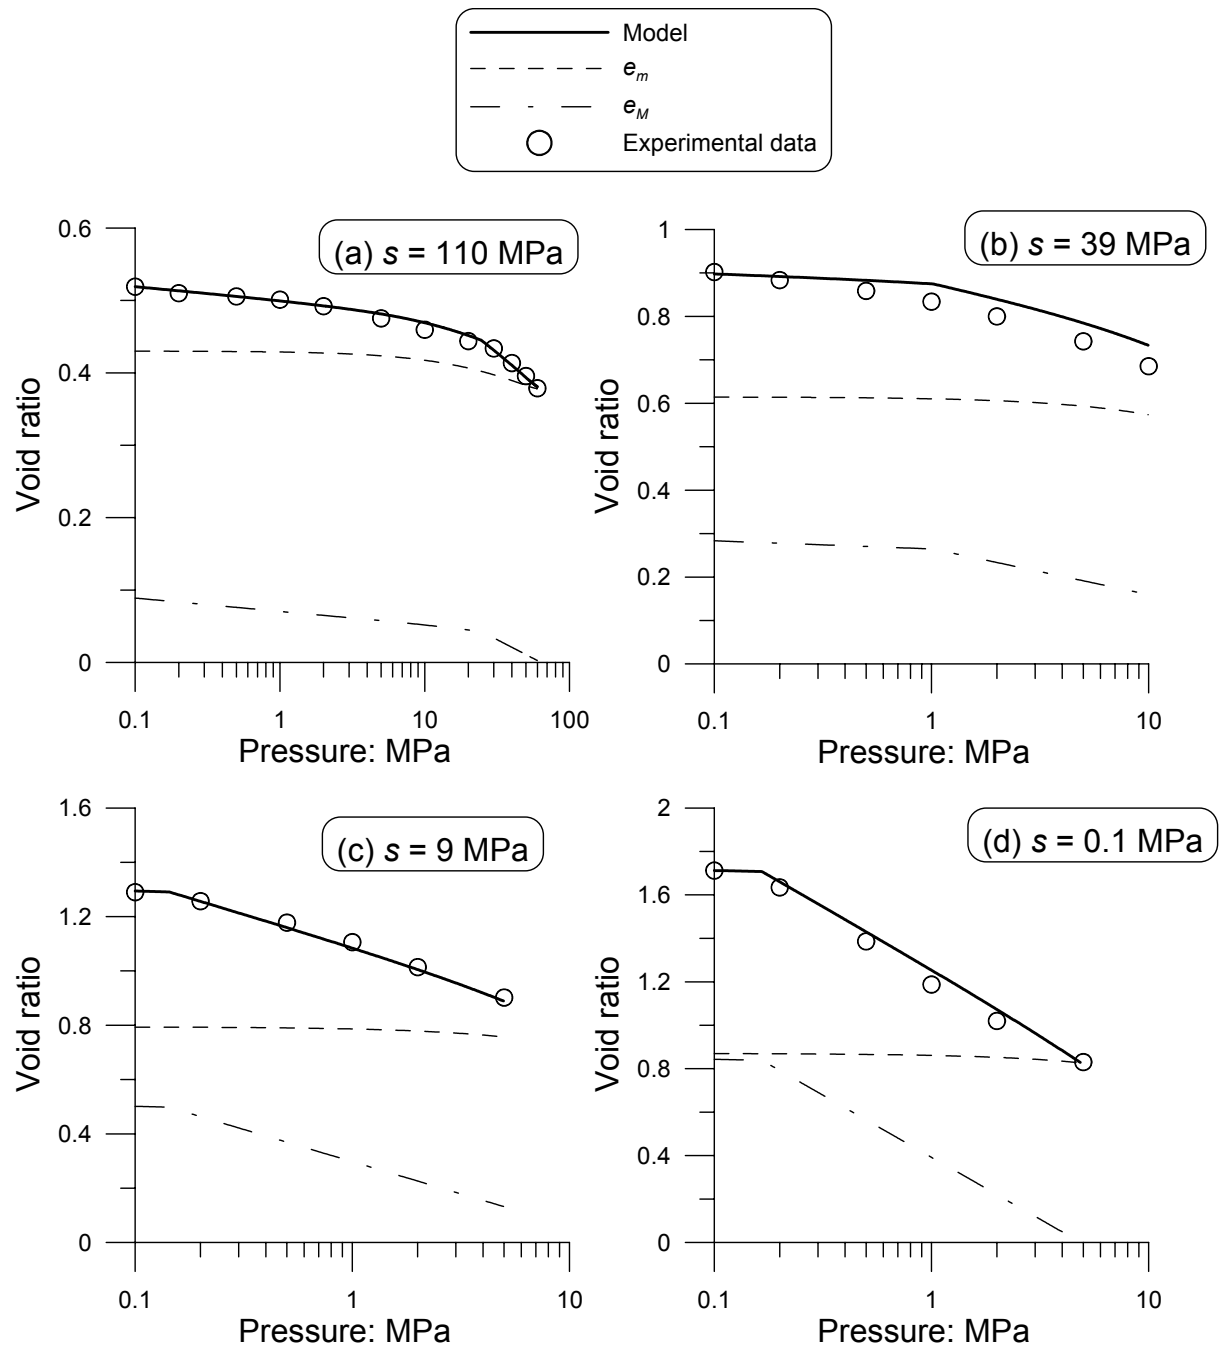 Model
e_m
e_M
Experimental data
(a) s = 110 MPa
0.6
0.4
0.2
0
Void ratio
0.1 1 10 100
Pressure: MPa
(b) s = 39 MPa
1
0.8
0.6
0.4
0.2
0
Void ratio
0.1 1 10
Pressure: MPa
(c) s = 9 MPa
1.6
1.2
0.8
0.4
0
Void ratio
0.1 1 10
Pressure: MPa
(d) s = 0.1 MPa
2
1.6
1.2
0.8
0.4
0
Void ratio
0.1 1 10
Pressure: MPa